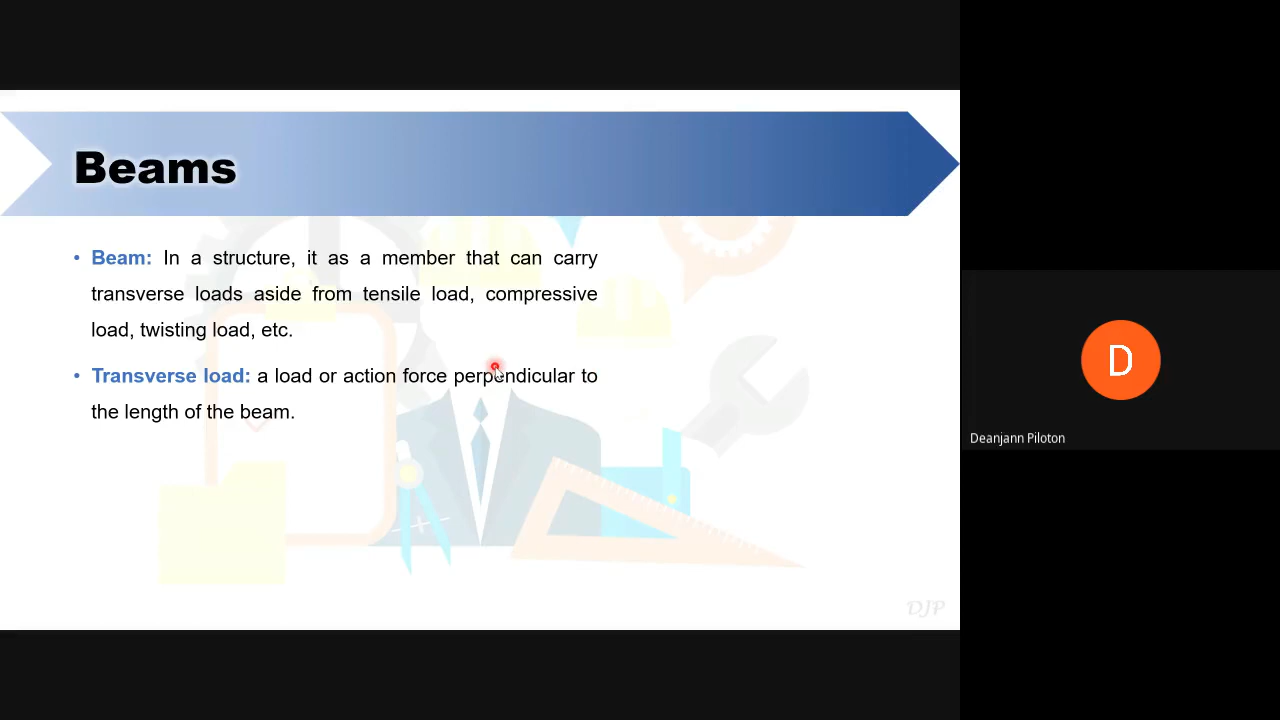 Beams
• Beam: In a structure, it as a member that can carry
transverse loads aside from tensile load, compressive
load, twisting load, etc.
• Transverse load: a load or action force perpendicular to
the length of the beam.
DJP
D
Deanjann Piloton